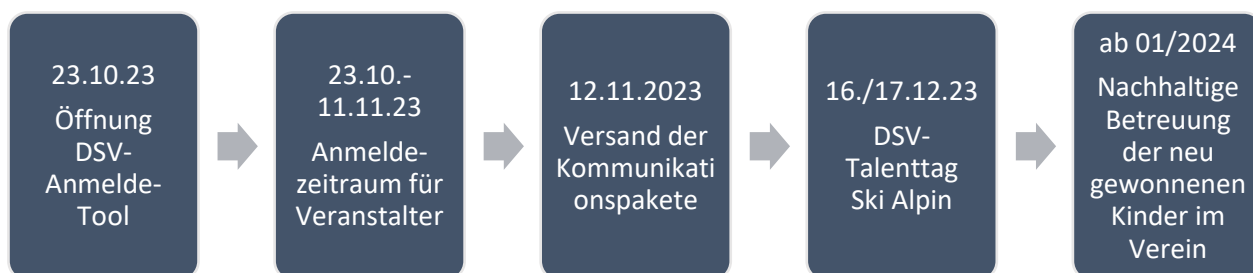 23.10.23
Öffnung
DSV-
Anmelde-
Tool
23.10.-
11.11.23
Anmelde-
zeitraum für
Veranstalter
12.11.2023
Versand der
Kommunikati
onspakete
16./17.12.23
DSV-
Talenttag
Ski Alpin
ab 01/2024
Nachhaltige
Betreuung
der neu
gewonnenen
Kinder im
Verein